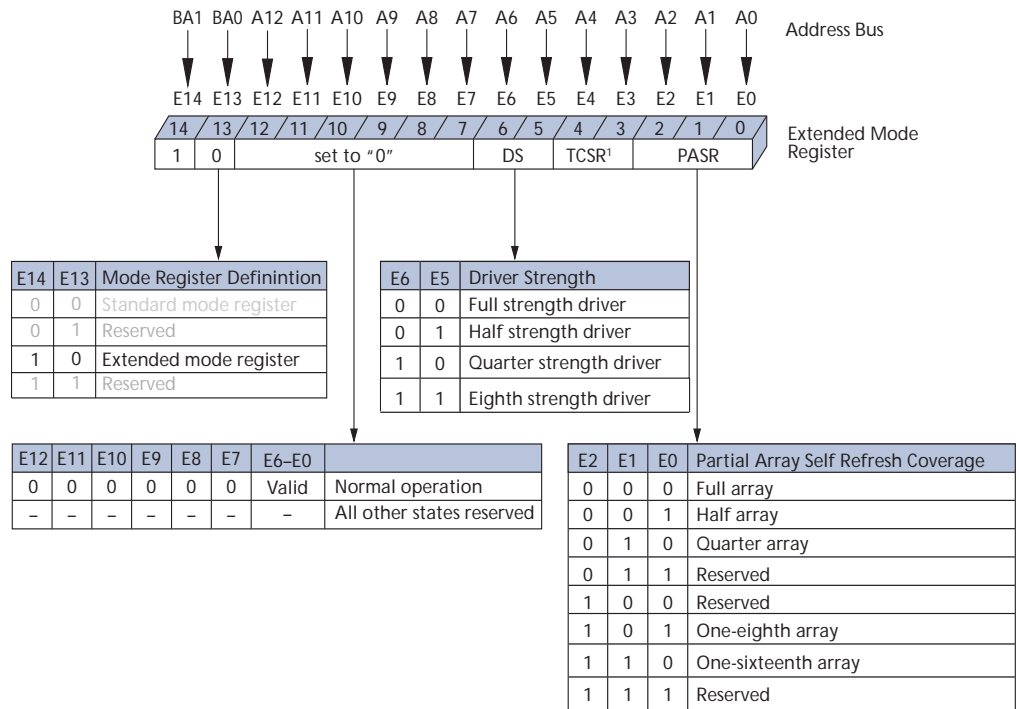 BA1 BA0 A12 A11 A10 A9 A8 A7 A6 A5 A4 A3 A2 A1 A0
Address Bus
E14 E13 E12 E11 E10 E9 E8 E7 E6 E5 E4 E3 E2 E1 E0
14 13 12 11 10 9 8 7 6 5 4 3 2 1 0
Extended Mode
Register
1 0 set to "0" DS TCSR¹ PASR
E14 E13 Mode Register Definintion
0 0 Standard mode register
0 1 Reserved
1 0 Extended mode register
1 1 Reserved
E6 E5 Driver Strength
0 0 Full strength driver
0 1 Half strength driver
1 0 Quarter strength driver
1 1 Eighth strength driver
E12 E11 E10 E9 E8 E7 E6–E0
0 0 0 0 0 0 Valid Normal operation
– – – – – – – All other states reserved
E2 E1 E0 Partial Array Self Refresh Coverage
0 0 0 Full array
0 0 1 Half array
0 1 0 Quarter array
0 1 1 Reserved
1 0 0 Reserved
1 0 1 One-eighth array
1 1 0 One-sixteenth array
1 1 1 Reserved